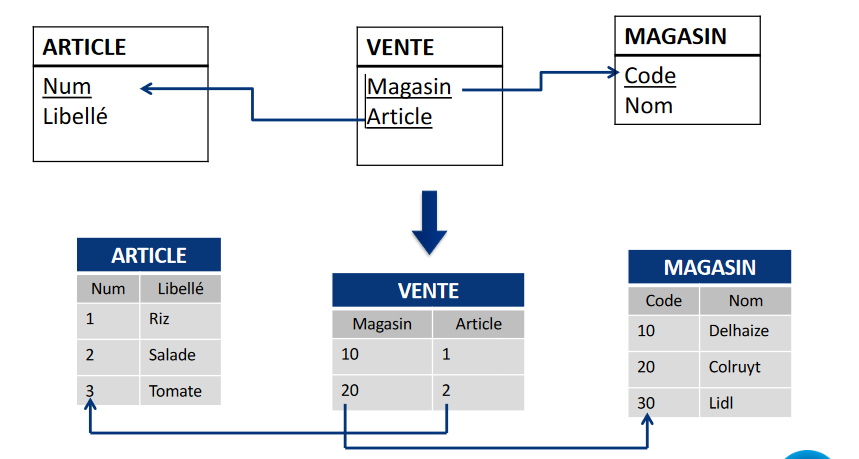 ARTICLE
Num
Libellé
VENTE
Magasin
Article
MAGASIN
Code
Nom
ARTICLE
Num Libellé
1 Riz
2 Salade
3 Tomate
VENTE
Magasin Article
10 1
20 2
MAGASIN
Code Nom
10 Delhaize
20 Colruyt
30 Lidl